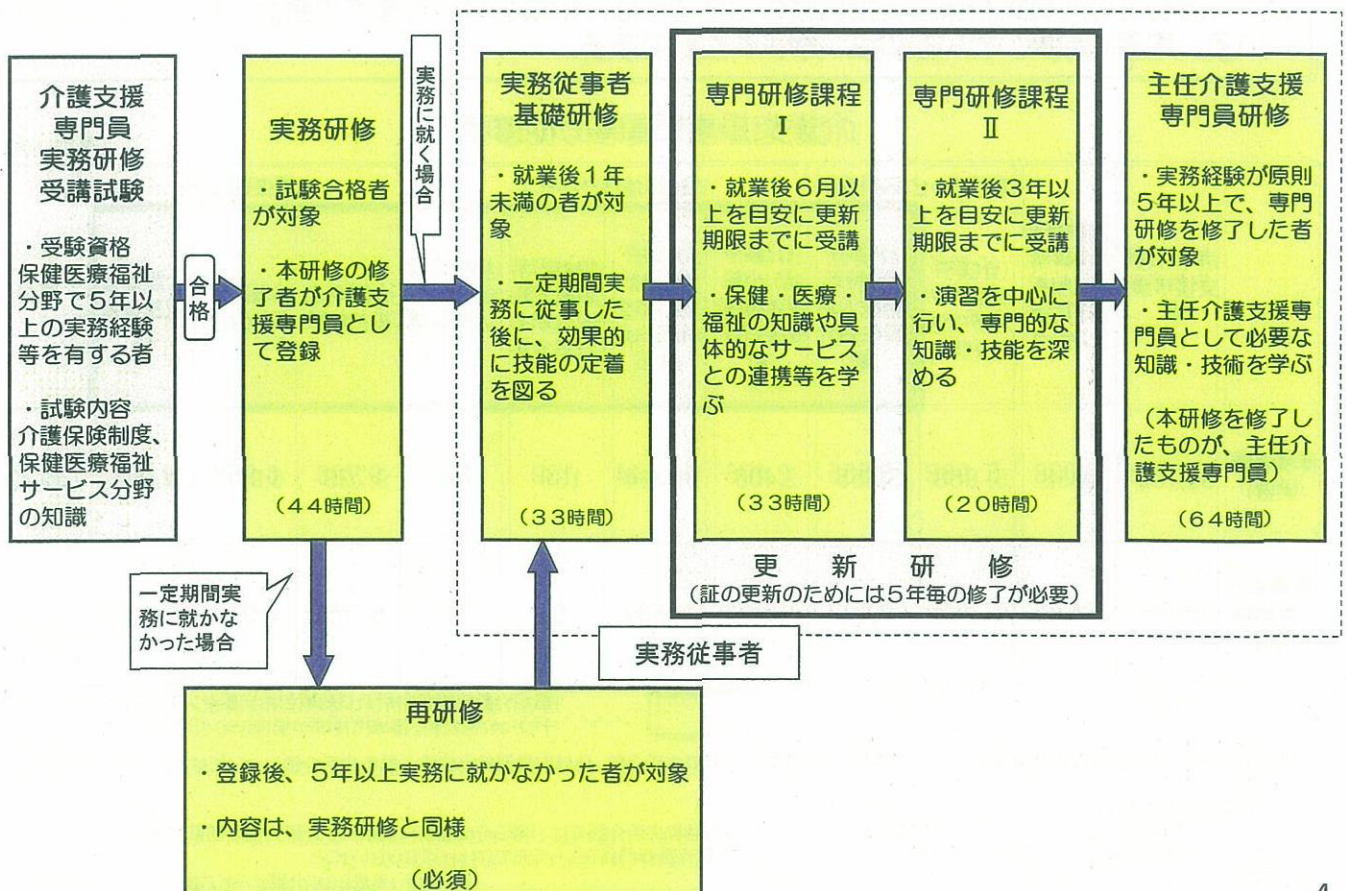 介護支援
専門員
実務研修
受講試験
・受験資格
保健医療福祉
分野で5年以
上の実務経験
等を有する者
・試験内容
介護保険制度、
保健医療福祉
サービス分野
の知識
合格
実務研修
・試験合格者
が対象
・本研修の修
了者が介護支
援専門員とし
て登録
(44時間)
実務に就く場合
実務従事者
基礎研修
・就業後1年
未満の者が対
象
・一定期間実
務に従事した
後に、効果的
に技能の定着
を図る
(33時間)
専門研修課程
Ⅰ
・就業後6月以
上を目安に更新
期限までに受講
・保健・医療・
福祉の知識や具
体的なサービス
との連携等を学
ぶ
(33時間)
専門研修課程
Ⅱ
・就業後3年以
上を目安に更新
期限までに受講
・演習を中心に
行い、専門的な
知識・技能を深
める
(20時間)
更新研修
(証の更新のためには5年毎の修了が必要)
主任介護支援
専門員研修
・実務経験が原則
5年以上で、専門
研修を修了した者
が対象
・主任介護支援専
門員として必要な
知識・技術を学ぶ
(本研修を修了し
たものが、主任介
護支援専門員)
(64時間)
一定期間実
務に就かな
かった場合
実務従事者
再研修
・登録後、5年以上実務に就かなかった者が対象
・内容は、実務研修と同様
(必須)